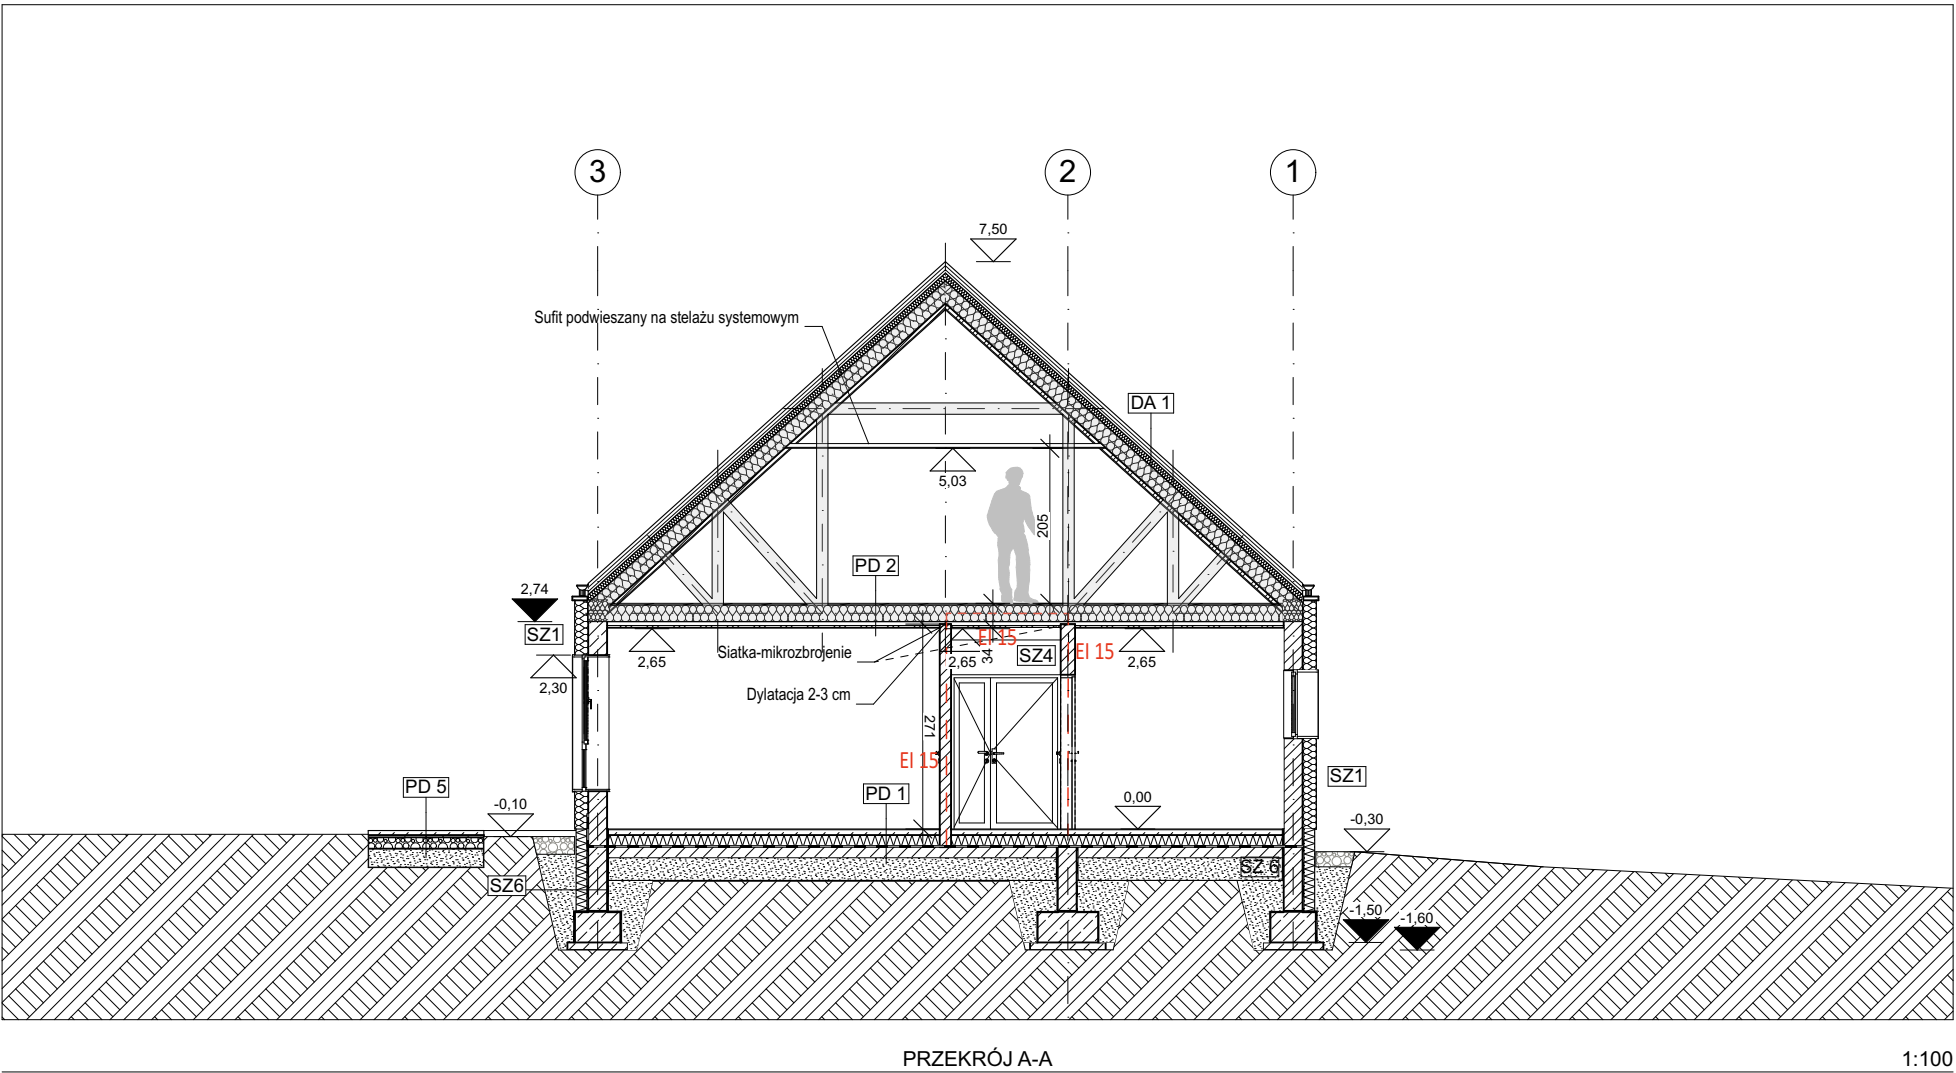 3
2
1
7,50
Sufit podwieszany na stelażu systemowym
DA 1
5,03
205
PD 2
2,74
SZ1
2,65
2,30
Siatka-mikrozbrojenie
Dylatacja 2-3 cm
EI 15
2,65
34
SZ4
EI 15
2,65
271
EI 15
PD 5
-0,10
PD 1
0,00
SZ1
-0,30
SZ6
SZ 6
-1,50
-1,60
PRZEKRÓJ A-A
1:100